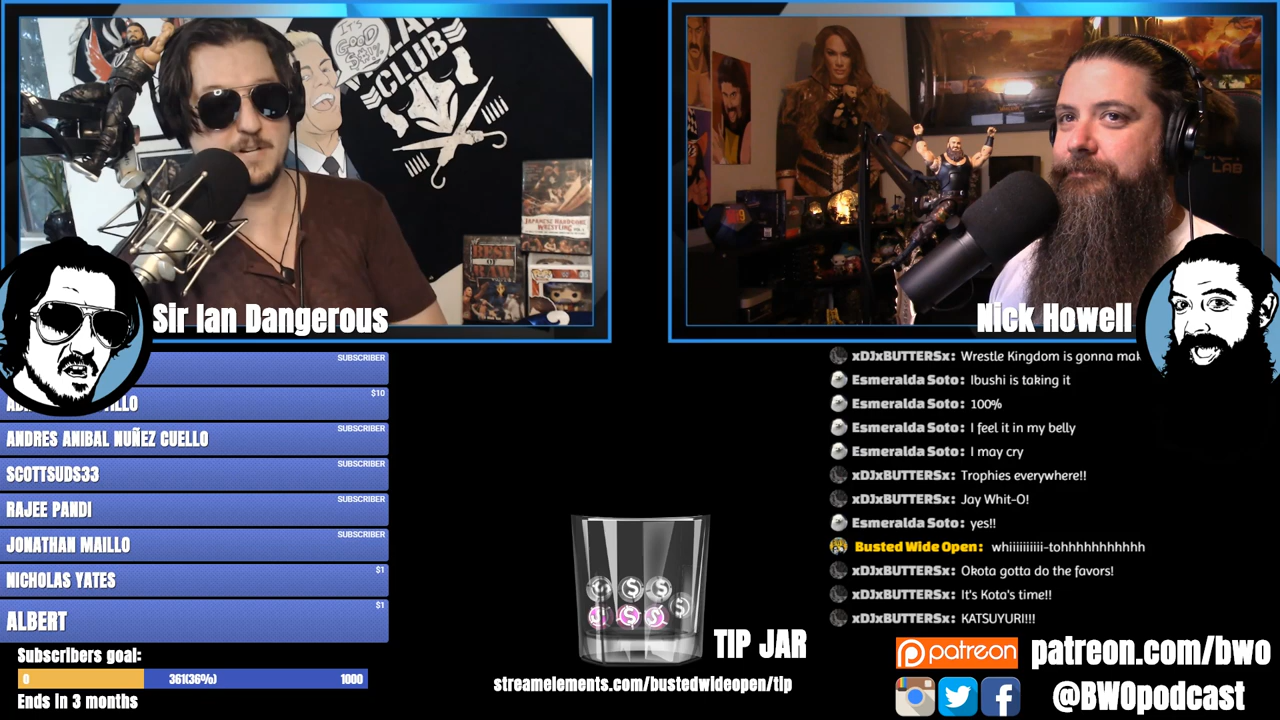 IT'S
GOOD
CLUB
JAPANESE HARDCORE
WRESTLING
LAB
Sir Ian Dangerous
Nick Howell
SUBSCRIBER
$10
ANDRES ANIBAL NUÑEZ CUELLO
SUBSCRIBER
SCOTTSUDS33
SUBSCRIBER
RAJEE PANDI
SUBSCRIBER
JONATHAN MAILLO
SUBSCRIBER
NICHOLAS YATES
$1
ALBERT
$1
Subscribers goal:
0 361(36%) 1000
Ends in 3 months
TIP JAR
streamelements.com/bustedwideopen/tip
xDJxBUTTERSx: Wrestle Kingdom is gonna mak
Esmeralda Soto: Ibushi is taking it
Esmeralda Soto: 100%
Esmeralda Soto: I feel it in my belly
Esmeralda Soto: I may cry
xDJxBUTTERSx: Trophies everywhere!!
xDJxBUTTERSx: Jay Whit-O!
Esmeralda Soto: yes!!
Busted Wide Open: whiiiiiiiiii-tohhhhhhhhhhh
xDJxBUTTERSx: Okota gotta do the favors!
xDJxBUTTERSx: It's Kota's time!!
xDJxBUTTERSx: KATSUYURI!!!
patreon patreon.com/bwo
@BWOpodcast